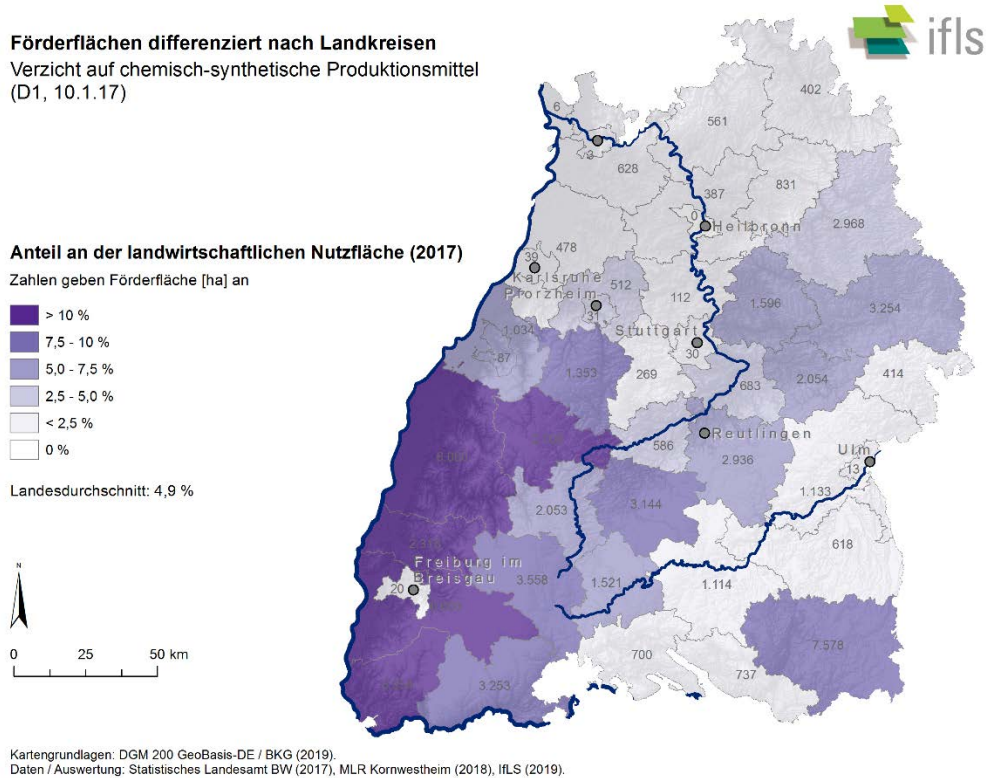 Förderflächen differenziert nach Landkreisen
Verzicht auf chemisch-synthetische Produktionsmittel
(D1, 10.1.17)
ifls
Anteil an der landwirtschaftlichen Nutzfläche (2017)
Zahlen geben Förderfläche [ha] an
> 10 %
7,5 - 10 %
5,0 - 7,5 %
2,5 - 5,0 %
< 2,5 %
0 %
Landesdurchschnitt: 4,9 %
N
0 25 50 km
402
6
561
3
628
387
831
0
Heilbronn
2.968
478
39
Karlsruhe
512
Pforzheim
31
112
1.596
3.254
1.034
Stuttgart
87
30
1.353
269
683
2.054
414
586
Reutlingen
2.936
Ulm
13
1.133
2.053
3.144
618
Freiburg im
Breisgau
20
3.558
1.521
1.114
700
737
7.578
3.253
Kartengrundlagen: DGM 200 GeoBasis-DE / BKG (2019).
Daten / Auswertung: Statistisches Landesamt BW (2017), MLR Kornwestheim (2018), IfLS (2019).